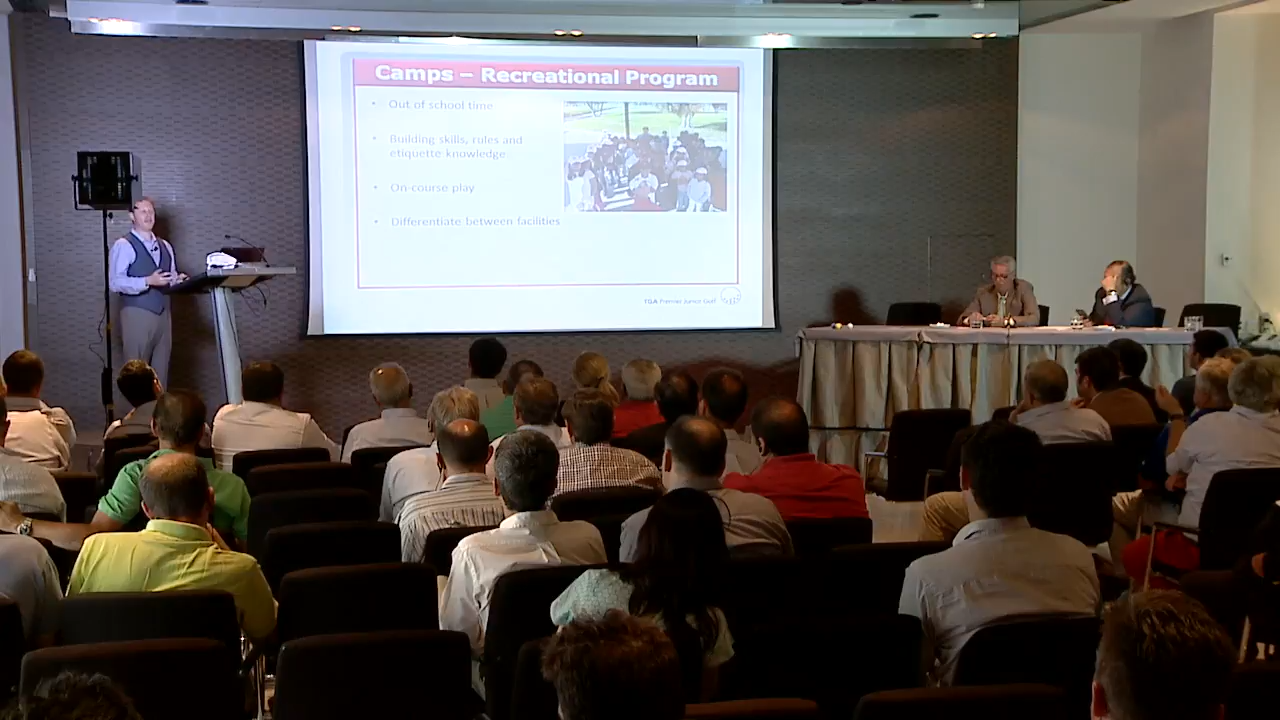 Camps – Recreational Program
• Out of school time
• Building skills, rules and
etiquette knowledge
• On-course play
• Differentiate between facilities
TGA Premier Junior Golf